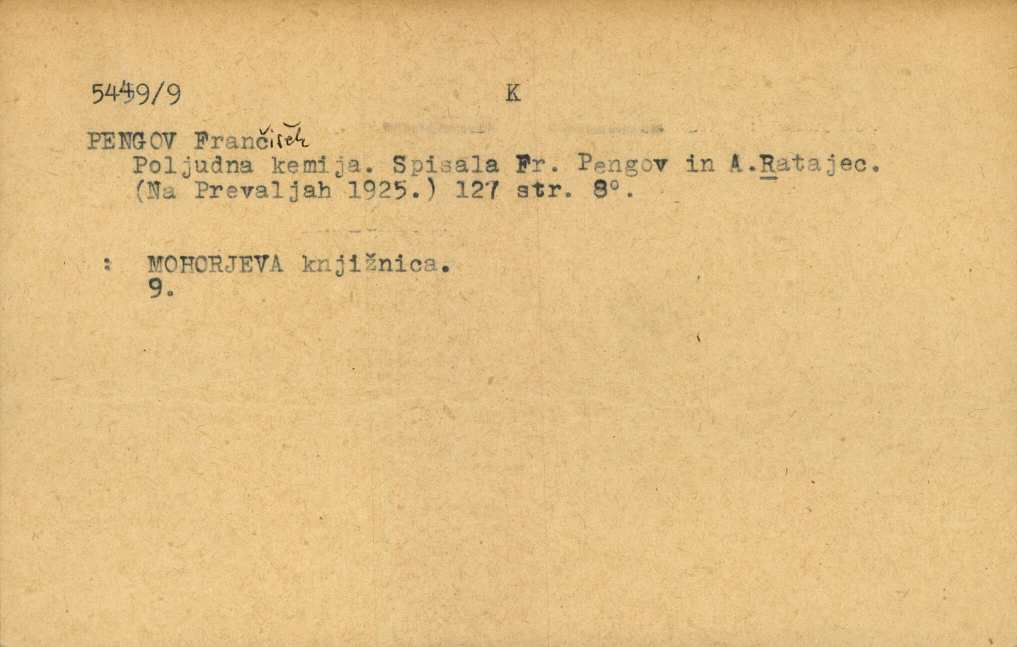 5449/9 K
PENGOV Frančišek
Poljudna kemija. Spisala Fr. Pengov in A.Ratajec.
(Na Prevaljah 1925.) 127 str. 8°.
: MOHORJEVA knjižnica.
9.